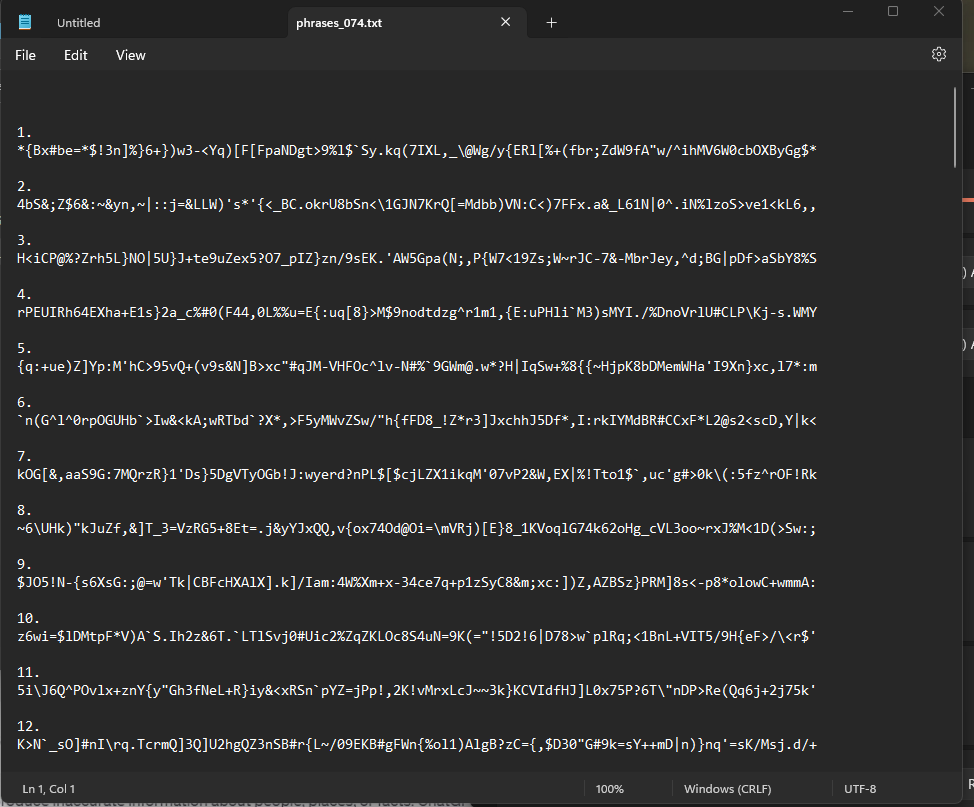 Untitled
phrases_074.txt
File Edit View
1.
*{Bx#be=*$!3n]%}6+})w3-<Yq)[F[FpaNDgt>9%l$`Sy.kq(7IXL,_\@Wg/y{ERl[%+(fbr;ZdW9fA"w/^ihMV6W0cbOXByGg$*
2.
4bS&;Z$6&:~&yn,~|::j=&LLW)'s*'{<_BC.okrU8bSn<\1GJN7KrQ[=Mdbb)VN:C<)7FFx.a&_L61N|0^.iN%lzoS>ve1<kL6,,
3.
H<iCP@%?Zrh5L}NO|5U}J+te9uZex5?O7_pIZ}zn/9sEK.'AW5Gpa(N;,P{W7<19Zs;W~rJC-7&-MbrJey,^d;BG|pDf>aSbY8%S
4.
rPEUIRh64EXha+E1s}2a_c%#0(F44,0L%%u=E{:uq[8}>M$9nodtdzg^r1m1,{E:uPHli`M3)sMYI./%DnoVrlU#CLP\Kj-s.WMY
5.
{q:+ue)Z]Yp:M'hC>95vQ+(v9s&N]B>xc"#qJM-VHFOc^lv-N#%`9GWm@.w*?H|IqSw+%8{{~HjpK8bDMemWHa'I9Xn}xc,l7*:m
6.
`n(G^l^0rpOGUHb`>Iw&<kA;wRTbd`?X*,>F5yMWvZSw/"h{fFD8_!Z*r3]JxchhJ5Df*,I:rkIYMdBR#CCxF*L2@s2<scD,Y|k<
7.
kOG[&,aaS9G:7MQrzR}1'Ds}5DgVTyOGb!J:wyerd?nPL$[$cjLZX1ikqM'07vP2&W,EX|%!Tto1$`,uc'g#>0k\(:5fz^rOF!Rk
8.
~6\UHk)"kJuZf,&]T_3=VzRG5+8Et=.j&yYJxQQ,v{ox74Od@Oi=\mVRj)[E}8_1KVoqlG74k62oHg_cVL3oo~rxJ%M<1D(>Sw:;
9.
$JO5!N-{s6XsG:;@=w'Tk|CBFcHXAlX].k]/Iam:4W%Xm+x-34ce7q+p1zSyC8&m;xc:])Z,AZBSz}PRM]8s<-p8*olowC+wmmA:
10.
z6wi=$lDMtpF*V)A`S.Ih2z&6T.`LTlSvj0#Uic2%ZqZKLOc8S4uN=9K(="!5D2!6|D78>w`plRq;<1BnL+VIT5/9H{eF>/\<r$'
11.
5i\J6Q^POvlx+znY{y"Gh3fNeL+R}iy&<xRSn`pYZ=jPp!,2K!vMrxLcJ~~3k}KCVIdfHJ]L0x75P?6T\"nDP>Re(Qq6j+2j75k'
12.
K>N`_sO]#nI\rq.TcrmQ]3Q]U2hgQZ3nSB#r{L~/09EKB#gFWn{%ol1)AlgB?zC={,$D30"G#9k=sY++mD|n)}nq'=sK/Msj.d/+
Ln 1, Col 1 100% Windows (CRLF) UTF-8